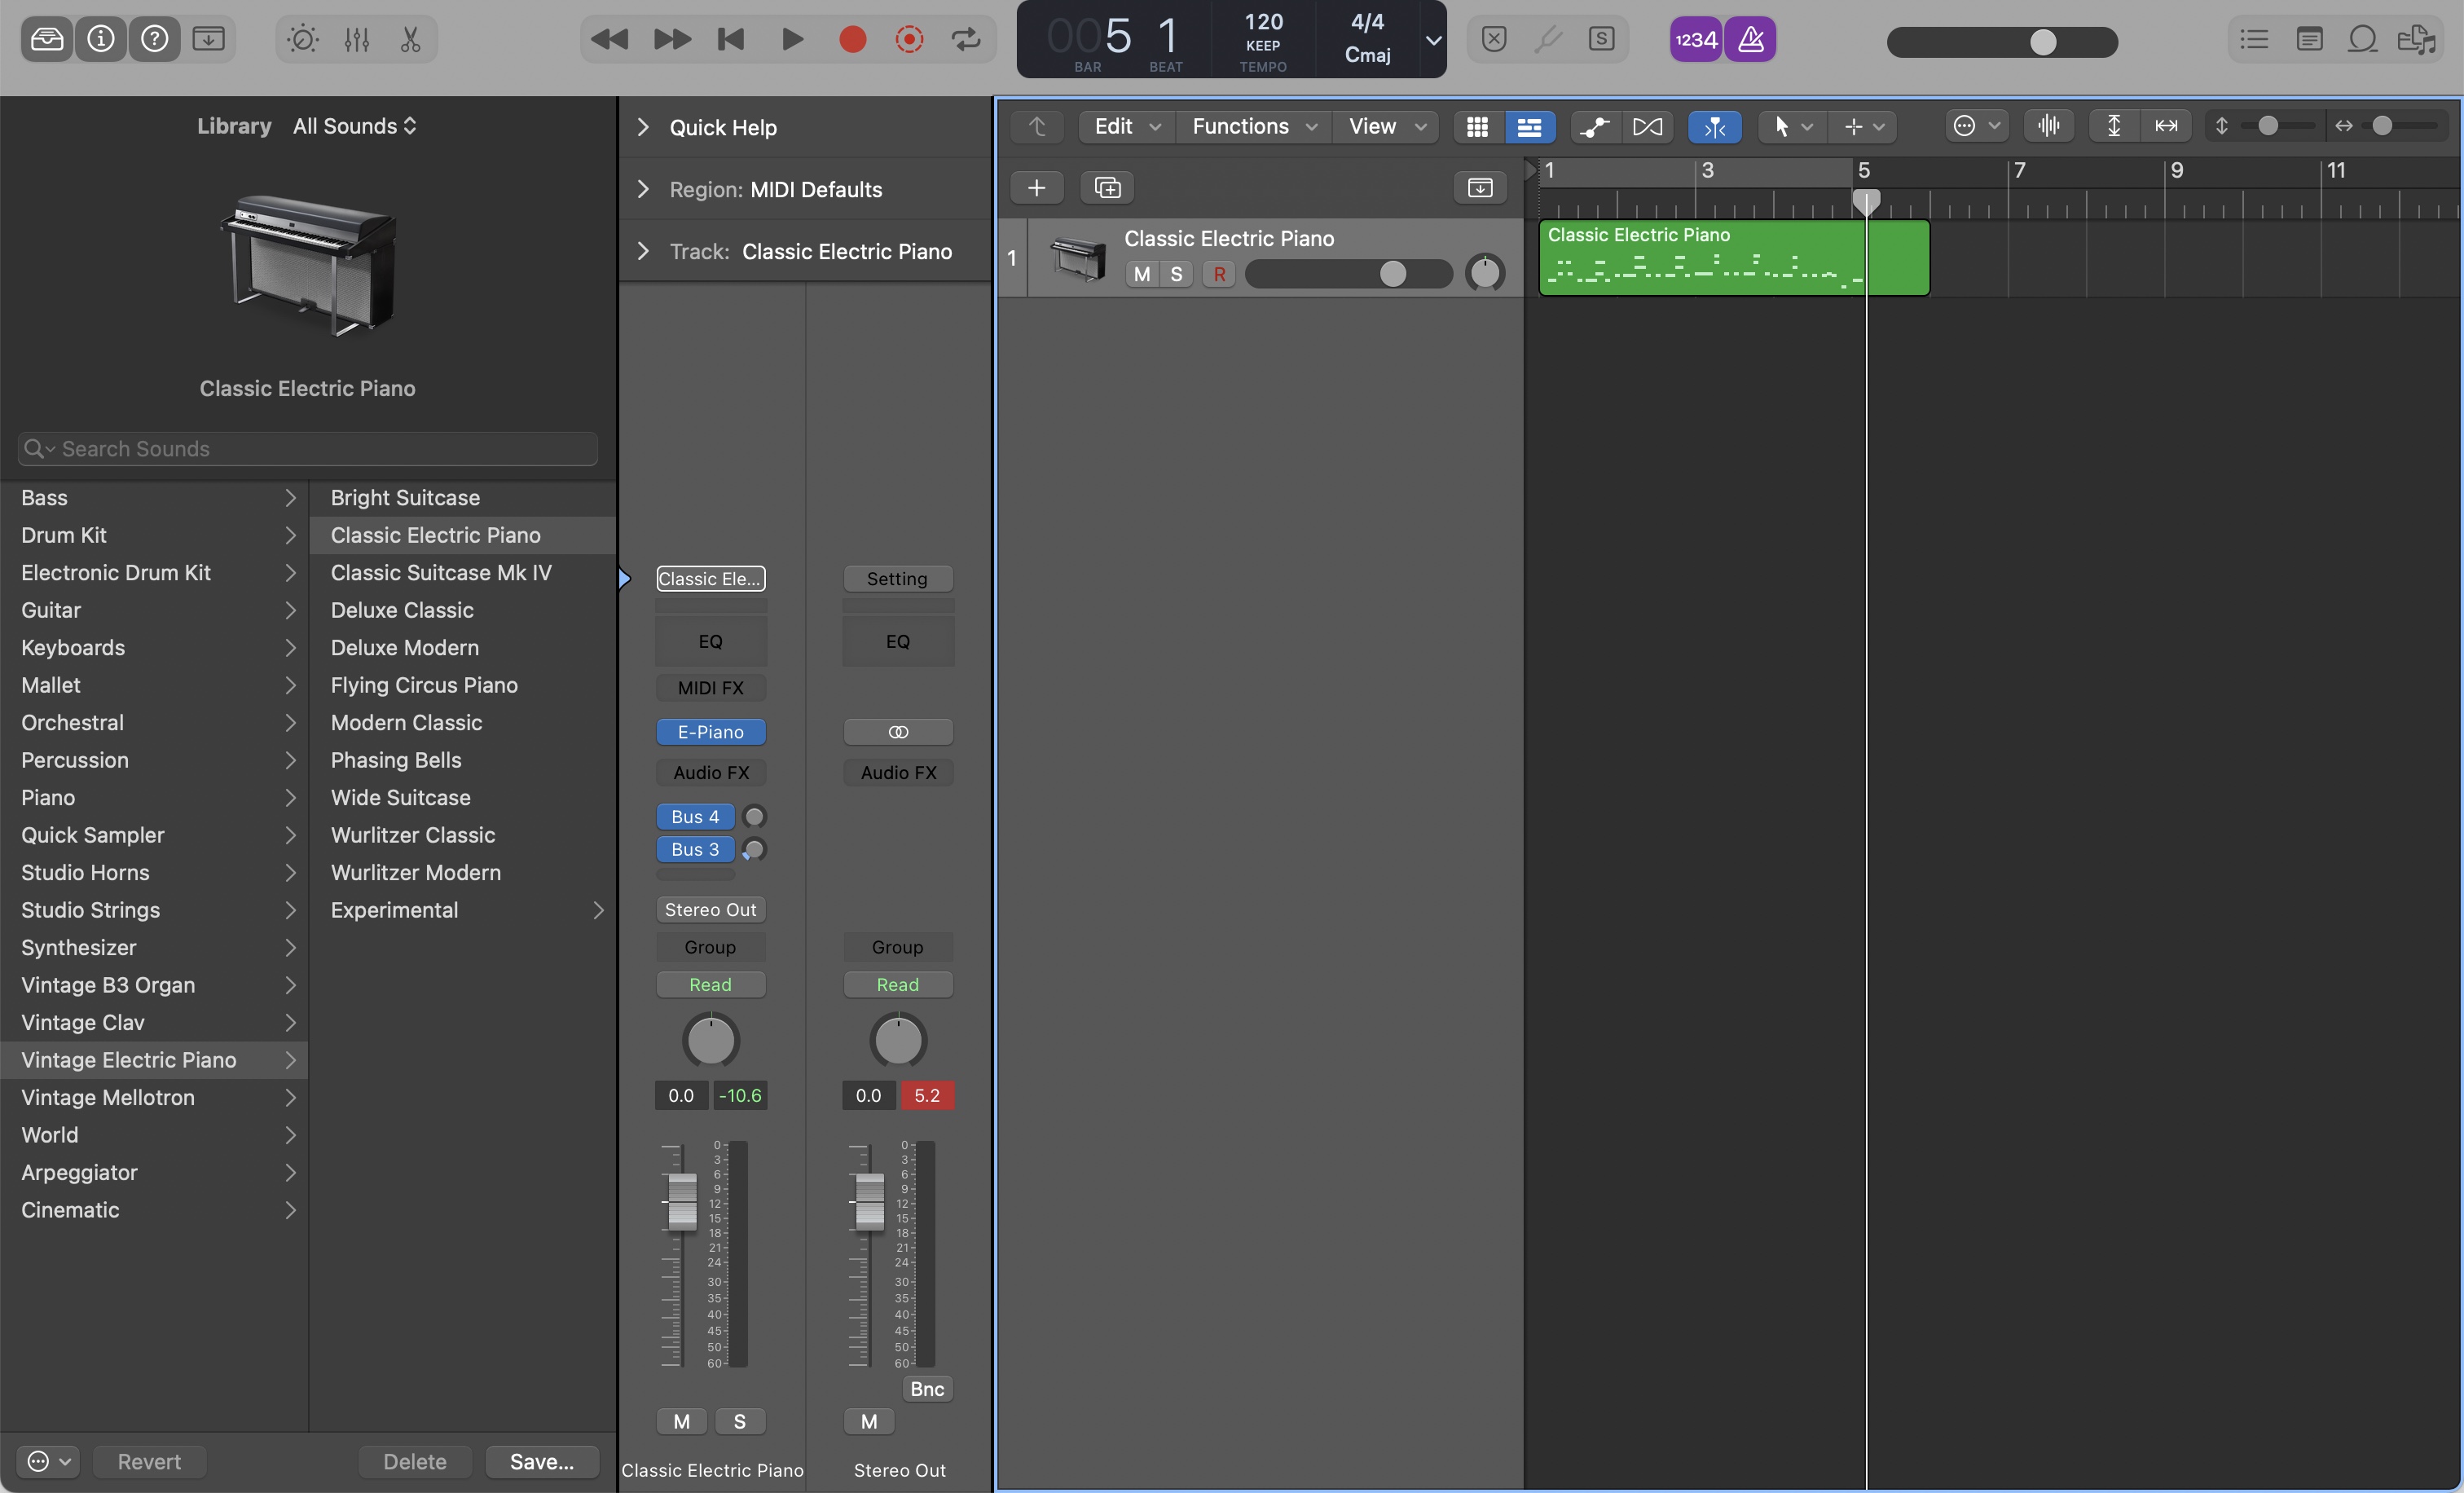 005 1
BAR BEAT
120
KEEP
TEMPO
4/4
Cmaj
S
1234
Library All Sounds
Classic Electric Piano
Search Sounds
Bass
Drum Kit
Electronic Drum Kit
Guitar
Keyboards
Mallet
Orchestral
Percussion
Piano
Quick Sampler
Studio Horns
Studio Strings
Synthesizer
Vintage B3 Organ
Vintage Clav
Vintage Electric Piano
Vintage Mellotron
World
Arpeggiator
Cinematic
Bright Suitcase
Classic Electric Piano
Classic Suitcase Mk IV
Deluxe Classic
Deluxe Modern
Flying Circus Piano
Modern Classic
Phasing Bells
Wide Suitcase
Wurlitzer Classic
Wurlitzer Modern
Experimental
Revert Delete Save...
Quick Help
Region: MIDI Defaults
Track: Classic Electric Piano
Classic Ele...
EQ
MIDI FX
E-Piano
Audio FX
Bus 4
Bus 3
Stereo Out
Group
Read
0.0 -10.6
0
3
6
9
12
15
18
21
24
30
35
40
45
50
60
M S
Classic Electric Piano
Setting
EQ
Audio FX
Group
Read
0.0 5.2
0
3
6
9
12
15
18
21
24
30
35
40
45
50
60
Bnc
M
Stereo Out
Edit Functions View
1 3 5 7 9 11
1
Classic Electric Piano
M S R
Classic Electric Piano